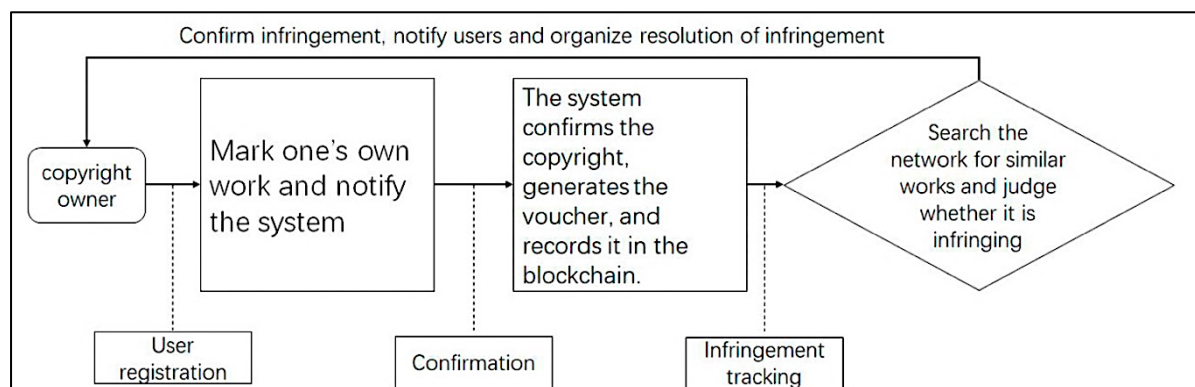 Confirm infringement, notify users and organize resolution of infringement
copyright
owner
Mark one's own
work and notify
the system
The system
confirms the
copyright,
generates the
voucher, and
records it in the
blockchain.
Search the
network for similar
works and judge
whether it is
infringing
User
registration
Confirmation
Infringement
tracking